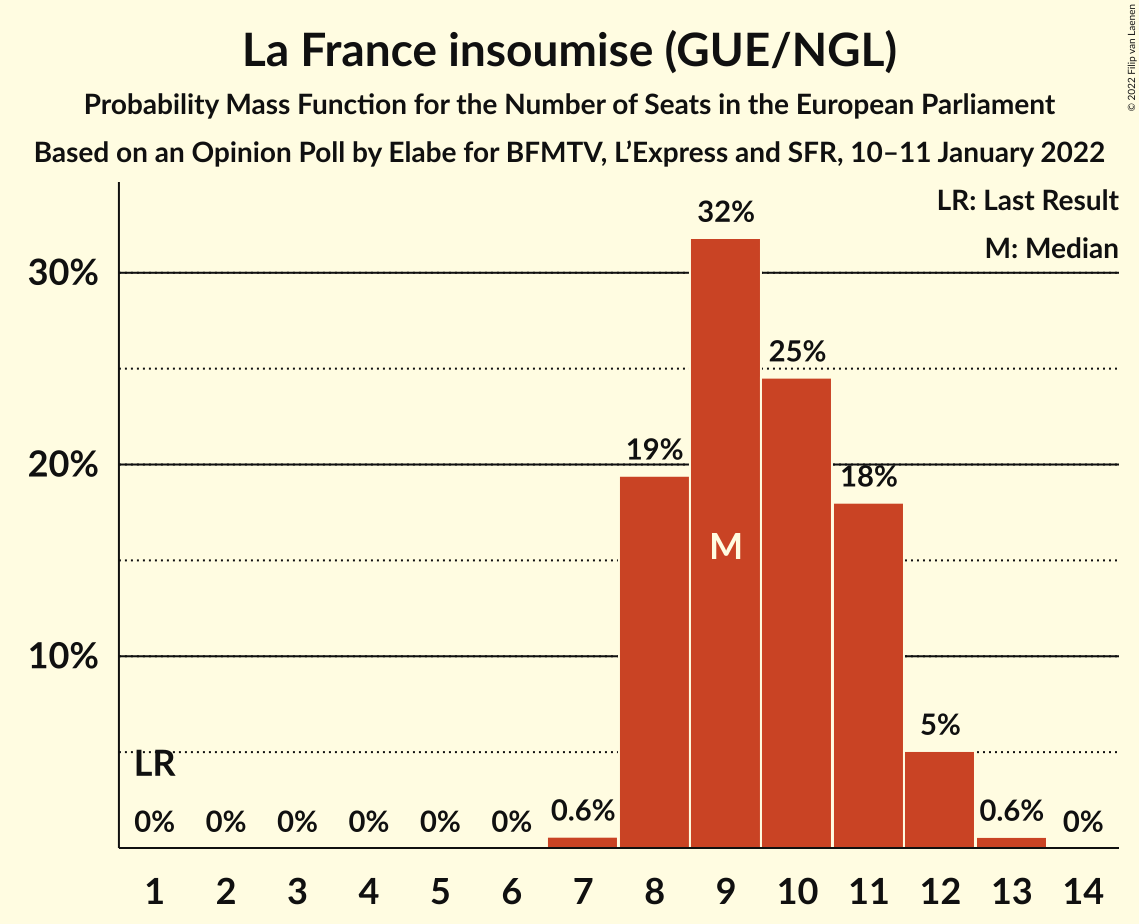 La France insoumise (GUE/NGL)
Probability Mass Function for the Number of Seats in the European Parliament
Based on an Opinion Poll by Elabe for BFMTV, L’Express and SFR, 10–11 January 2022
© 2022 Filip van Laenen
LR: Last Result
M: Median
32%
30%
25%
20%
19%
18%
M
10%
5%
LR
0% 0% 0% 0% 0% 0% 0.6% 0.6% 0%
1 2 3 4 5 6 7 8 9 10 11 12 13 14